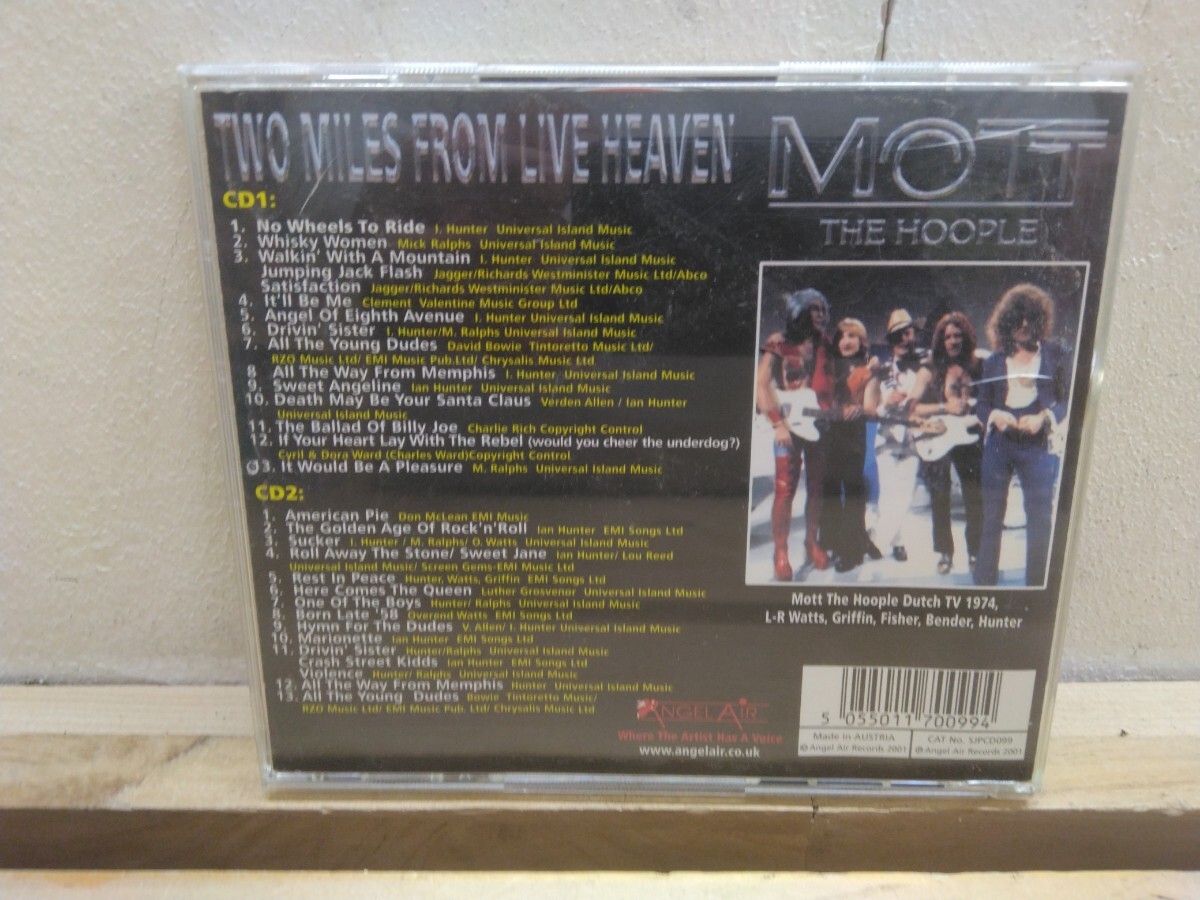 TWO MILES FROM LIVE HEAVEN
MOTT
THE HOOPLE
CD1:
1. No Wheels To Ride I. Hunter Universal Island Music
2. Whisky Women Mick Ralphs Universal Island Music
3. Walkin' With A Mountain I. Hunter Universal Island Music
Jumping Jack Flash Jagger/Richards Westminister Music Ltd/Abco
Satisfaction Jagger/Richards Westminister Music Ltd/Abco
4. It'll Be Me Clement Valentine Music Group Ltd
5. Angel Of Eighth Avenue I. Hunter Universal Island Music
6. Drivin' Sister I. Hunter/M. Ralphs Universal Island Music
7. All The Young Dudes David Bowie Tintoretto Music Ltd/
RZO Music Ltd/ EMI Music Pub.Ltd/ Chrysalis Music Ltd
8 All The Way From Memphis I. Hunter Universal Island Music
9. Sweet Angeline Ian Hunter Universal Island Music
10. Death May Be Your Santa Claus Verden Allen / Ian Hunter
Universal Island Music
11. The Ballad Of Billy Joe Charlie Rich Copyright Control
12. If Your Heart Lay With The Rebel (would you cheer the underdog?)
Cyril & Dora Ward (Charles Ward)Copyright Control
13. It Would Be A Pleasure M. Ralphs Universal Island Music
CD2:
1. American Pie Don McLean EMI Music
2. The Golden Age Of Rock'n'Roll Ian Hunter EMI Songs Ltd
3. Sucker I. Hunter / M. Ralphs/ O. Watts Universal Island Music
4. Roll Away The Stone/ Sweet Jane Ian Hunter/ Lou Reed
Universal Island Music/ Screen Gems-EMI Music Ltd
5. Rest In Peace Hunter, Watts, Griffin EMI Songs Ltd
6. Here Comes The Queen Luther Grosvenor Universal Island Music
7. One Of The Boys Hunter/ Ralphs Universal Island Music
8. Born Late '58 Overend Watts EMI Songs Ltd
9. Hymn For The Dudes V. Allen/ I. Hunter Universal Island Music
10. Marionette Ian Hunter EMI Songs Ltd
11. Drivin' Sister Hunter/Ralphs Universal Island Music
Crash Street Kidds Ian Hunter EMI Songs Ltd
Violence Hunter/ Ralphs Universal Island Music
12. All The Way From Memphis Hunter Universal Island Music
13. All The Young Dudes Bowie Tintoretto Music/
RZO Music Ltd/ EMI Music Pub. Ltd/ Chrysalis Music Ltd
Mott The Hoople Dutch TV 1974,
L-R Watts, Griffin, Fisher, Bender, Hunter
ANGEL AIR
Where The Artist Has A Voice
www.angelair.co.uk
5 055011 700994
Made in AUSTRIA
© Angel Air Records 2001
CAT No. SJPCD099
℗ Angel Air Records 2001